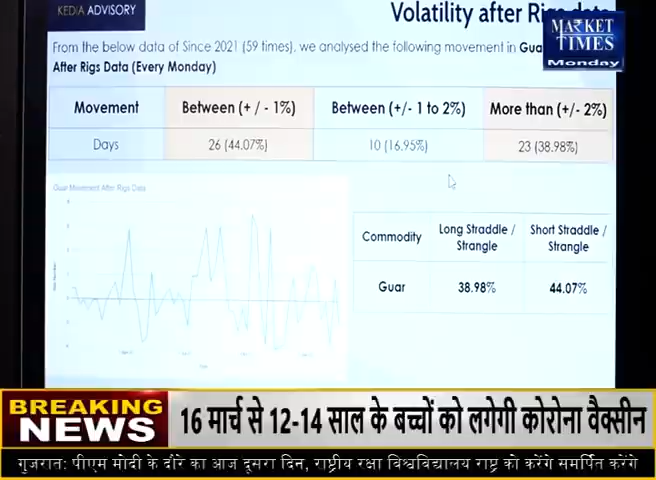 KEDIA ADVISORY
Volatility after Rigs data
MARKET
TIMES
Monday
From the below data of Since 2021 (59 times), we analysed the following movement in Guar
After Rigs Data (Every Monday)
Movement Between (+ / - 1%) Between (+/- 1 to 2%) More than (+/- 2%)
Days 26 (44.07%) 10 (16.95%) 23 (38.98%)
Guar Movement After Rigs Data
Commodity Long Straddle / Strangle Short Straddle / Strangle
Guar 38.98% 44.07%
BREAKING
NEWS
16 मार्च से 12-14 साल के बच्चों को लगेगी कोरोना वैक्सीन
गुजरात: पीएम मोदी के दौरे का आज दूसरा दिन, राष्ट्रीय रक्षा विश्वविद्यालय राष्ट्र को करेंगे समर्पित करेंगे